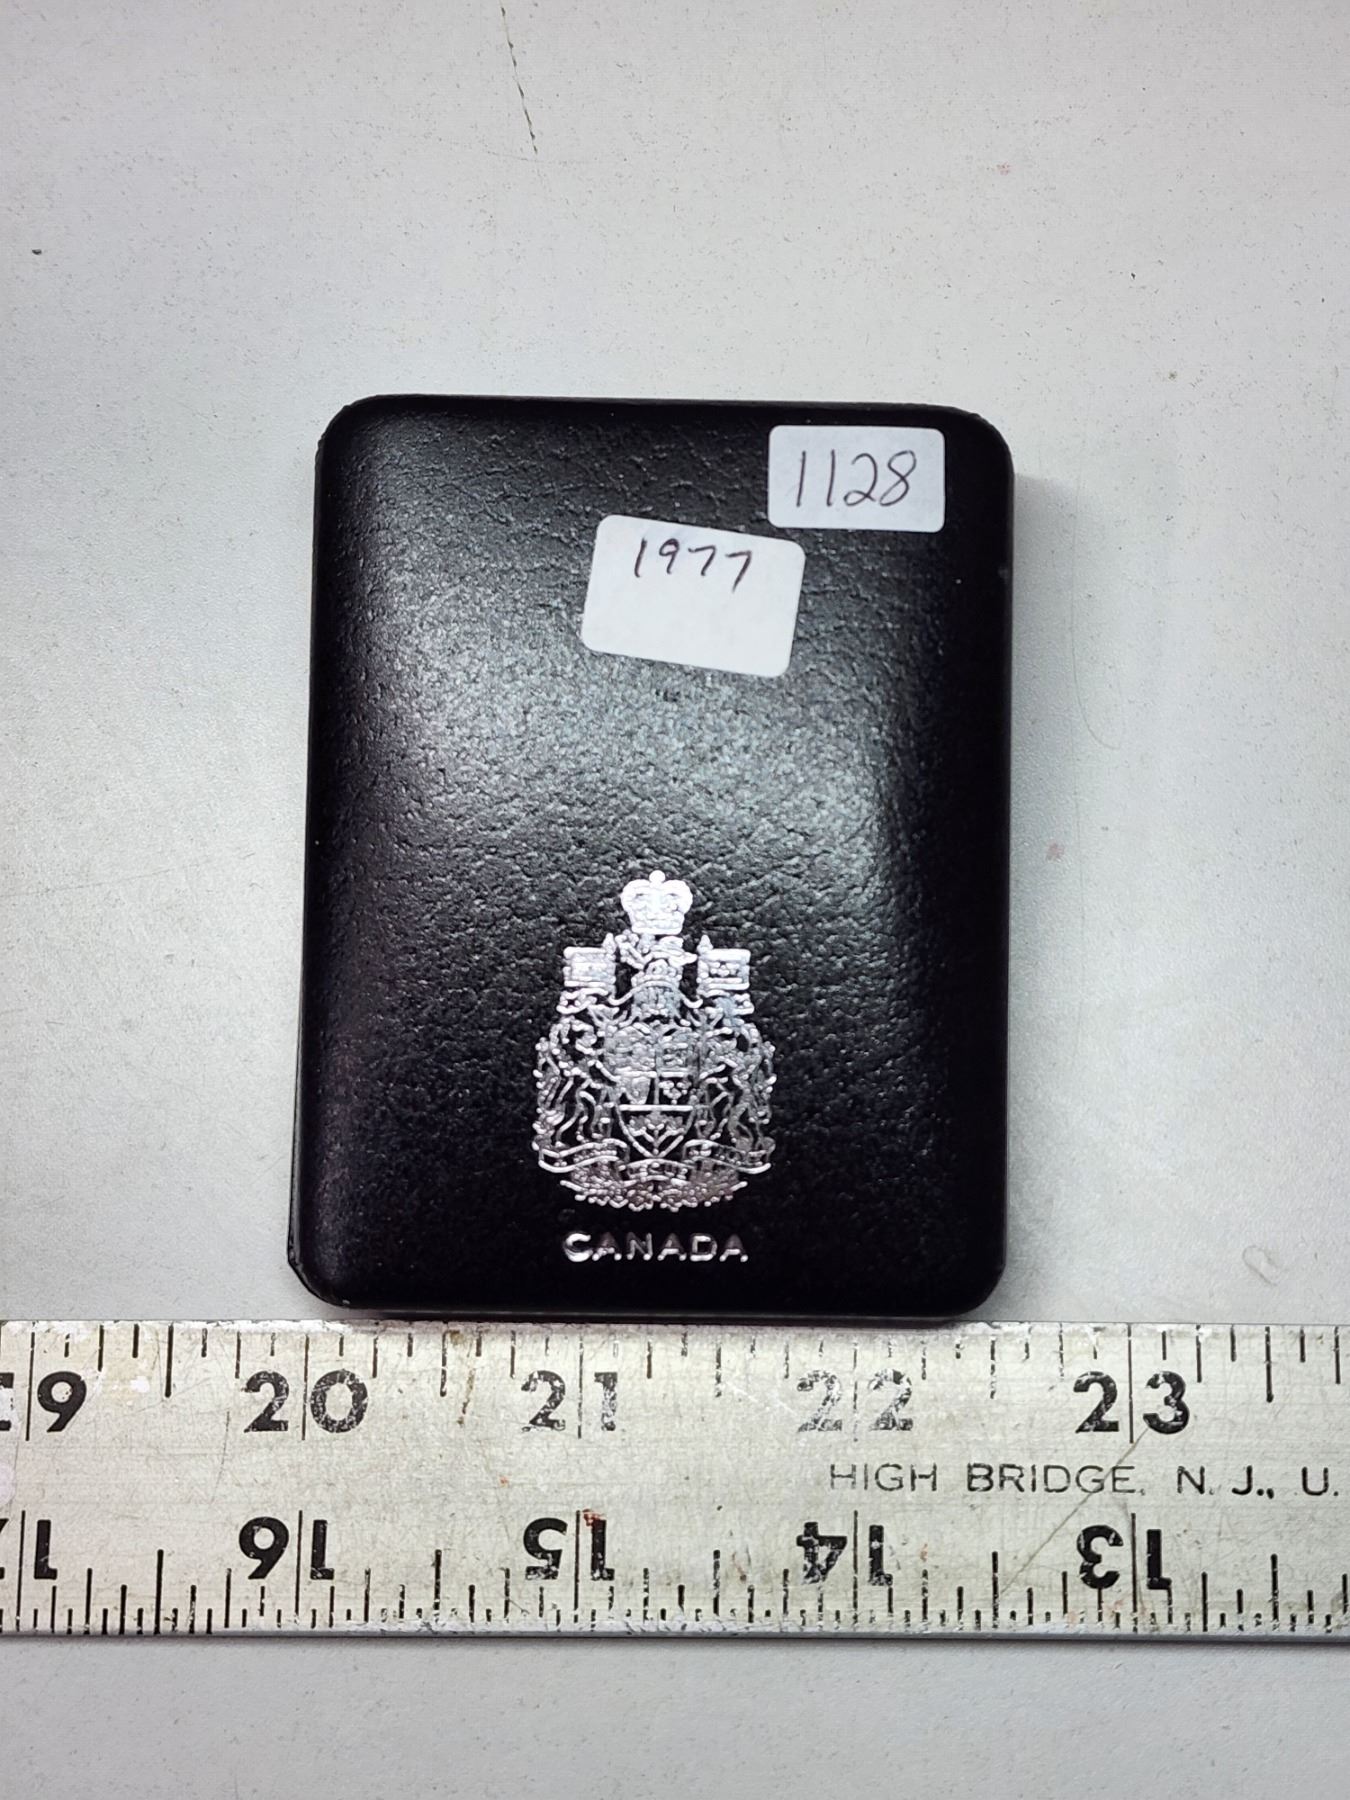 1128
1977
CANADA
19 20 21 22 23
HIGH BRIDGE, N. J., U.
17 16 15 14 13